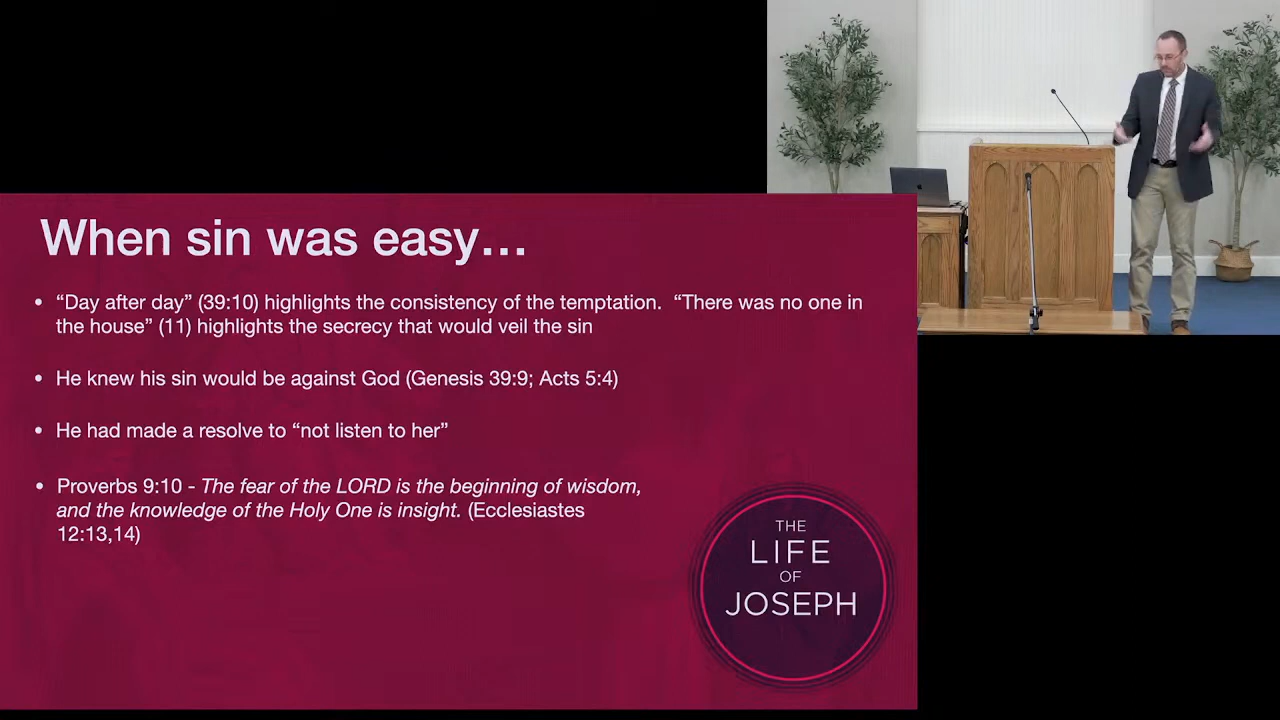 When sin was easy…
• “Day after day” (39:10) highlights the consistency of the temptation.  “There was no one in
the house” (11) highlights the secrecy that would veil the sin
• He knew his sin would be against God (Genesis 39:9; Acts 5:4)
• He had made a resolve to “not listen to her”
• Proverbs 9:10 - The fear of the LORD is the beginning of wisdom,
and the knowledge of the Holy One is insight. (Ecclesiastes
12:13,14)
THE
LIFE
OF
JOSEPH